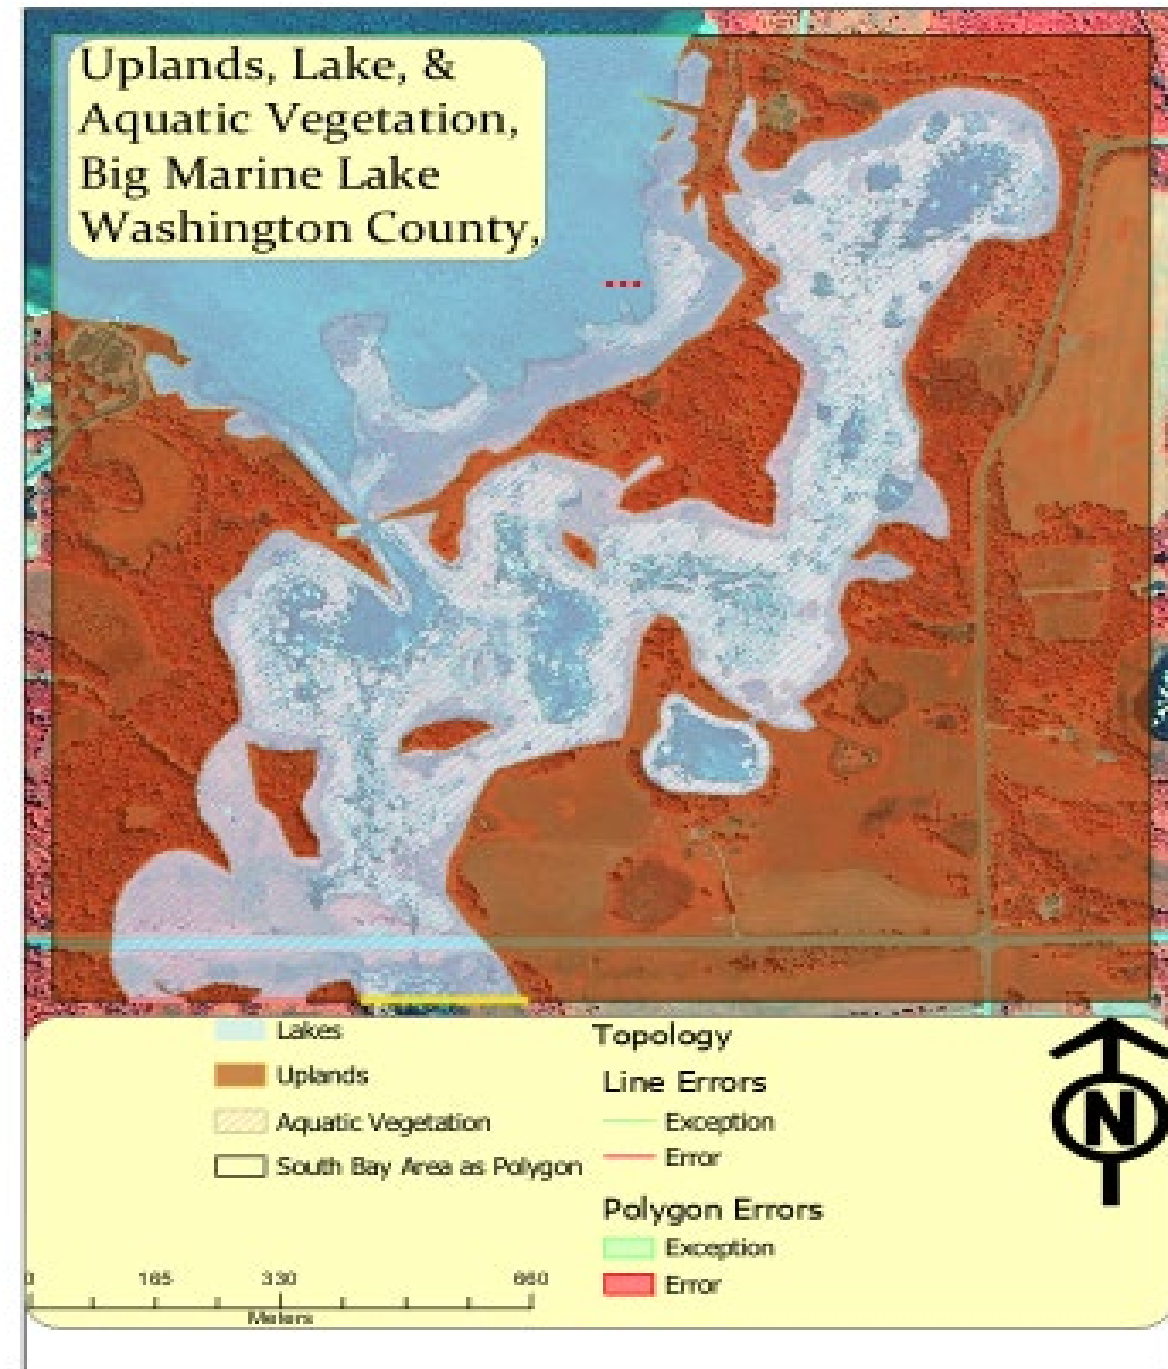 Uplands, Lake, &
Aquatic Vegetation,
Big Marine Lake
Washington County,
Lakes
Uplands
Aquatic Vegetation
South Bay Area as Polygon
Topology
Line Errors
Exception
Error
Polygon Errors
Exception
Error
N
0 165 330 660
Meters